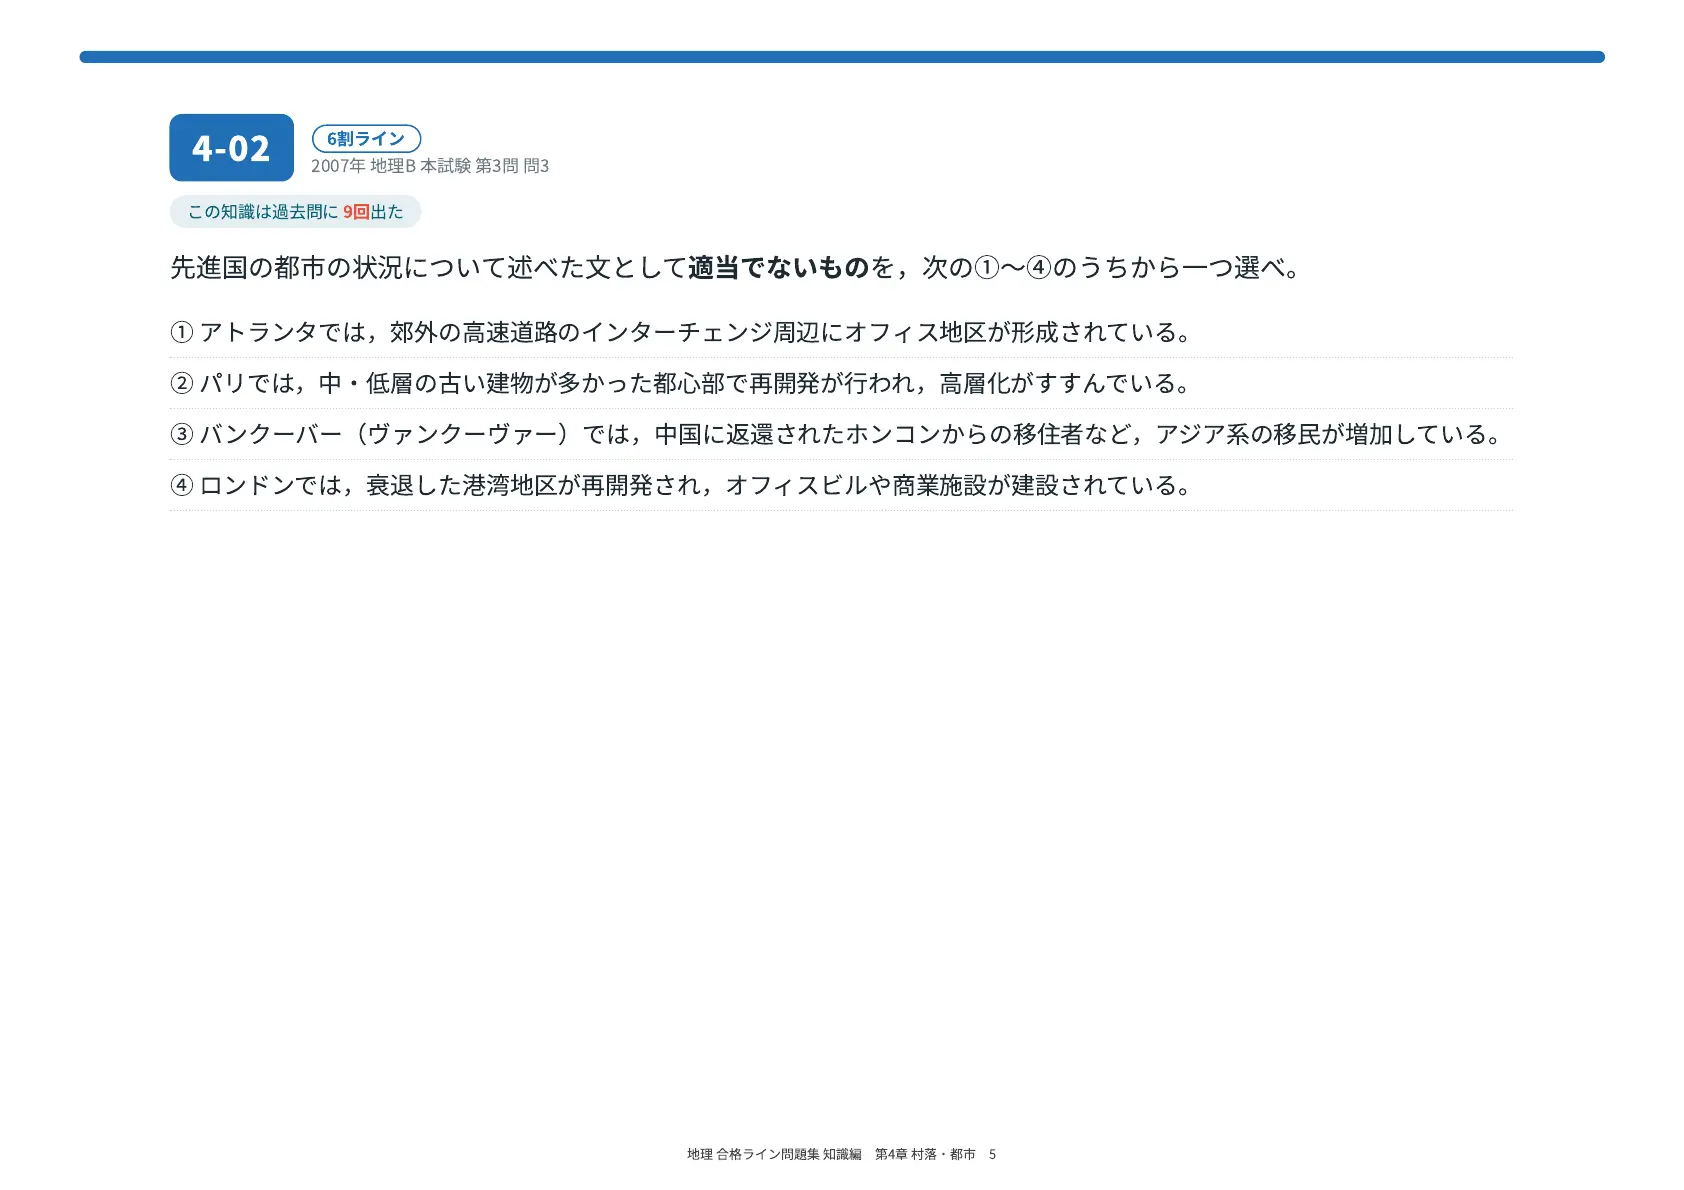 4-02
6割ライン
2007年 地理B 本試験 第3問 問3
この知識は過去問に 9回出た
先進国の都市の状況について述べた文として適当でないものを，次の①～④のうちから一つ選べ。
① アトランタでは，郊外の高速道路のインターチェンジ周辺にオフィス地区が形成されている。
② パリでは，中・低層の古い建物が多かった都心部で再開発が行われ，高層化がすすんでいる。
③ バンクーバー（ヴァンクーヴァー）では，中国に返還されたホンコンからの移住者など，アジア系の移民が増加している。
④ ロンドンでは，衰退した港湾地区が再開発され，オフィスビルや商業施設が建設されている。
地理 合格ライン問題集 知識編　第4章 村落・都市　5